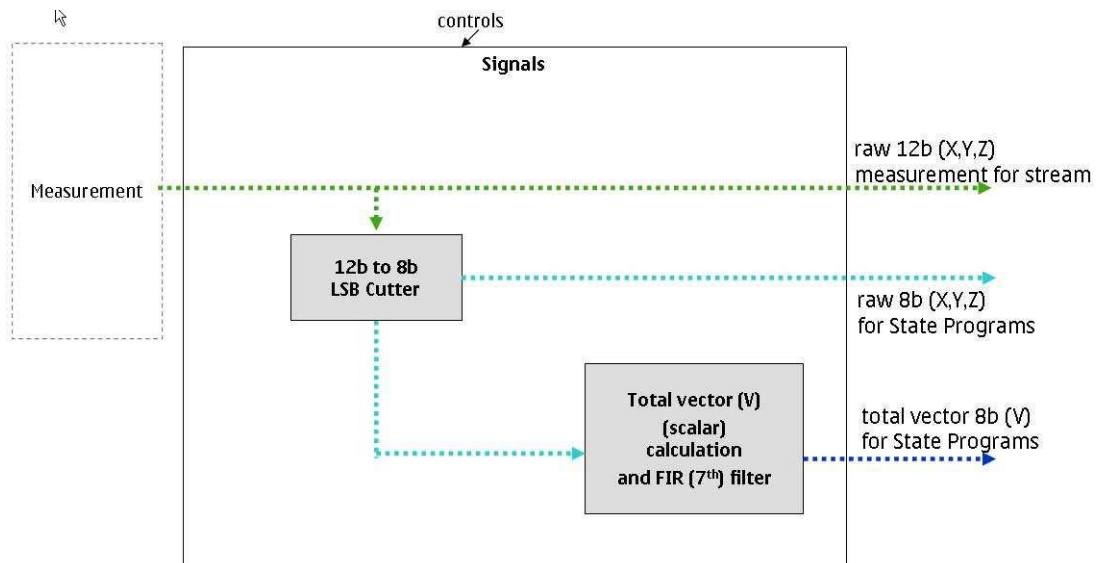 controls
Signals
Measurement
raw 12b (X,Y,Z)
measurement for stream
12b to 8b
LSB Cutter
raw 8b (X,Y,Z)
for State Programs
Total vector (V)
(scalar)
calculation
and FIR (7th) filter
total vector 8b (V)
for State Programs